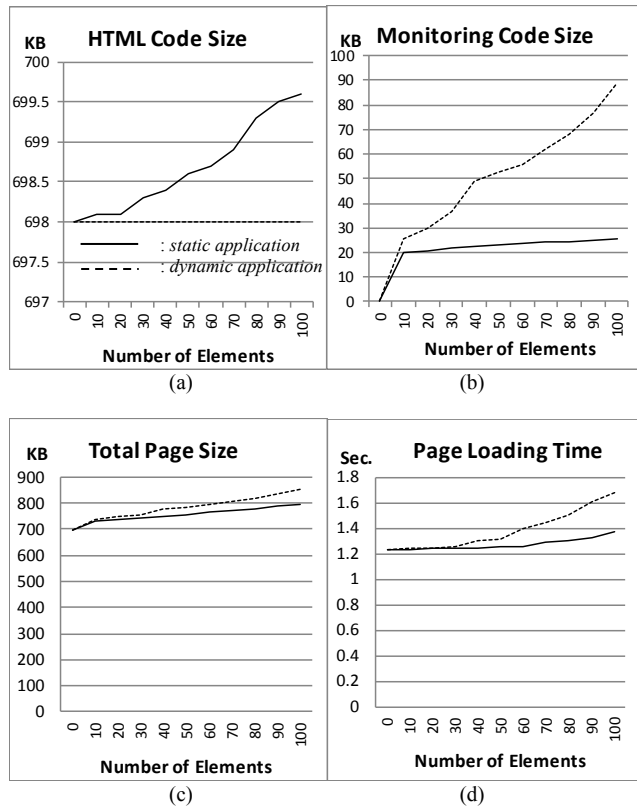 KB
HTML Code Size
700
699.5
699
698.5
698
697.5
697
: static application
: dynamic application
0 10 20 30 40 50 60 70 80 90 100
Number of Elements
(a)
KB
Monitoring Code Size
100
90
80
70
60
50
40
30
20
10
0
0 10 20 30 40 50 60 70 80 90 100
Number of Elements
(b)
KB
Total Page Size
900
800
700
600
500
400
300
200
100
0
0 10 20 30 40 50 60 70 80 90 100
Number of Elements
(c)
Sec.
Page Loading Time
1.8
1.6
1.4
1.2
1
0.8
0.6
0.4
0.2
0
0 10 20 30 40 50 60 70 80 90 100
Number of Elements
(d)